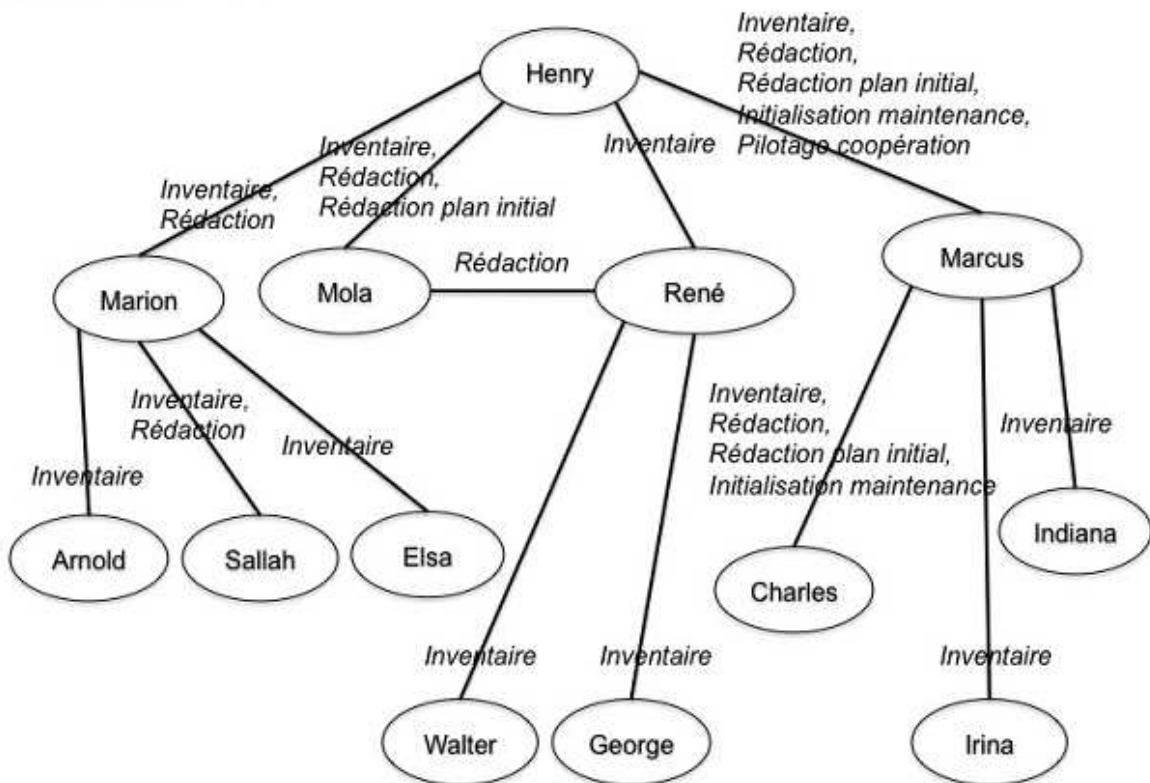 Henry
Inventaire,
Rédaction,
Rédaction plan initial,
Initialisation maintenance,
Pilotage coopération
Inventaire
Inventaire,
Rédaction,
Rédaction plan initial
Inventaire,
Rédaction
Marion
Mola
Rédaction
René
Marcus
Inventaire
Inventaire,
Rédaction
Inventaire
Inventaire,
Rédaction,
Rédaction plan initial,
Initialisation maintenance
Inventaire
Arnold
Sallah
Elsa
Charles
Indiana
Inventaire
Inventaire
Inventaire
Walter
George
Irina